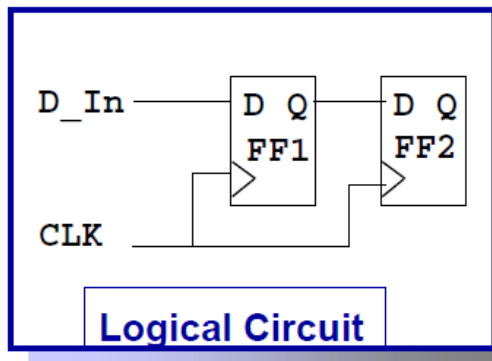 D_In
D Q
FF1
D Q
FF2
CLK
Logical Circuit